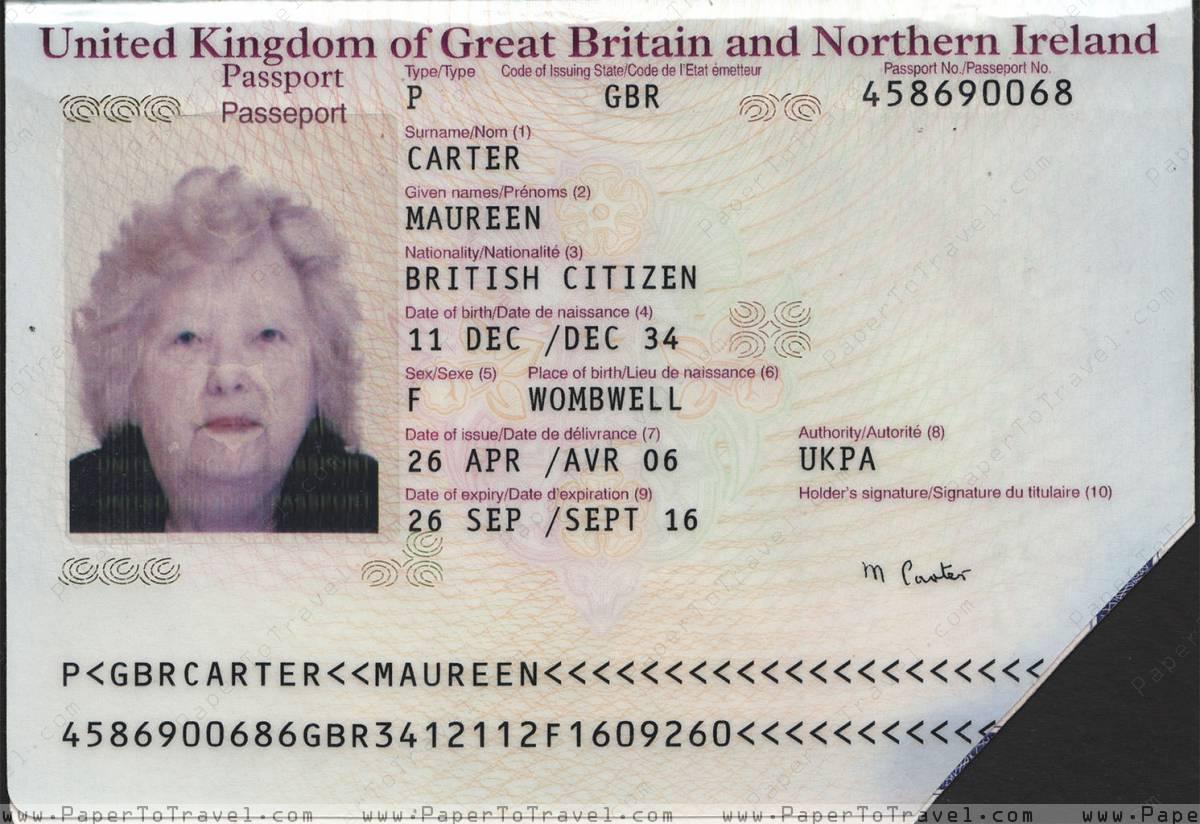 United Kingdom of Great Britain and Northern Ireland
Passport
Passeport
Type/Type Code of Issuing State/Code de l'Etat émetteur Passport No./Passeport No.
P GBR 458690068
Surname/Nom (1)
CARTER
Given names/Prénoms (2)
MAUREEN
Nationality/Nationalité (3)
BRITISH CITIZEN
Date of birth/Date de naissance (4)
11 DEC /DEC 34
Sex/Sexe (5) Place of birth/Lieu de naissance (6)
F WOMBWELL
Date of issue/Date de délivrance (7) Authority/Autorité (8)
26 APR /AVR 06 UKPA
Date of expiry/Date d'expiration (9) Holder's signature/Signature du titulaire (10)
26 SEP /SEPT 16
M Carter
P<GBRCARTER<<MAUREEN<<<<<<<<<<<<<<<<<<<<<
4586900686GBR3412112F1609260<<<<<<<<<<<
www.PaperToTravel.com www.PaperToTravel.com www.PaperToTravel.com www.Pape